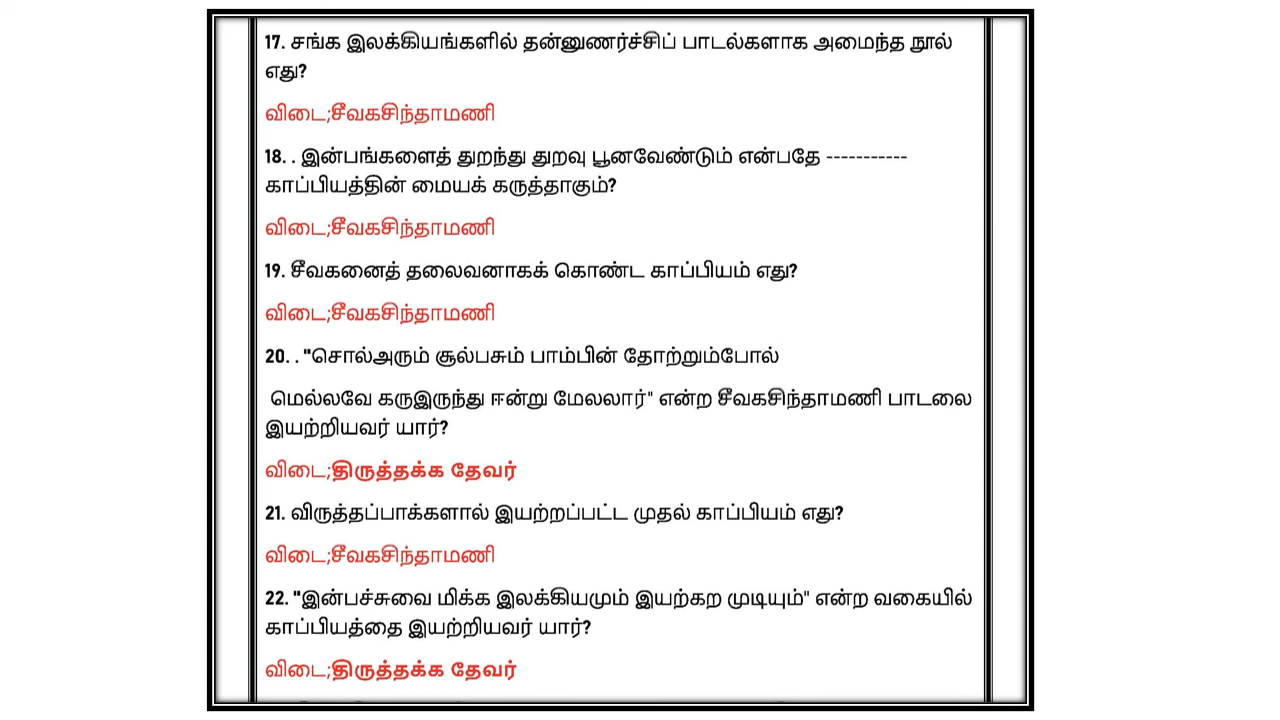 17. சங்க இலக்கியங்களில் தன்னுணர்ச்சிப் பாடல்களாக அமைந்த நூல்
எது?
விடை;சீவகசிந்தாமணி
18. . இன்பங்களைத் துறந்து துறவு பூனவேண்டும் என்பதே -----------
காப்பியத்தின் மையக் கருத்தாகும்?
விடை;சீவகசிந்தாமணி
19. சீவகனைத் தலைவனாகக் கொண்ட காப்பியம் எது?
விடை;சீவகசிந்தாமணி
20. . "சொல்அரும் சூல்பசும் பாம்பின் தோற்றும்போல்
மெல்லவே கருஇருந்து ஈன்று மேலலார்" என்ற சீவகசிந்தாமணி பாடலை
இயற்றியவர் யார்?
விடை;திருத்தக்க தேவர்
21. விருத்தப்பாக்களால் இயற்றப்பட்ட முதல் காப்பியம் எது?
விடை;சீவகசிந்தாமணி
22. "இன்பச்சுவை மிக்க இலக்கியமும் இயற்கற முடியும்" என்ற வகையில்
காப்பியத்தை இயற்றியவர் யார்?
விடை;திருத்தக்க தேவர்